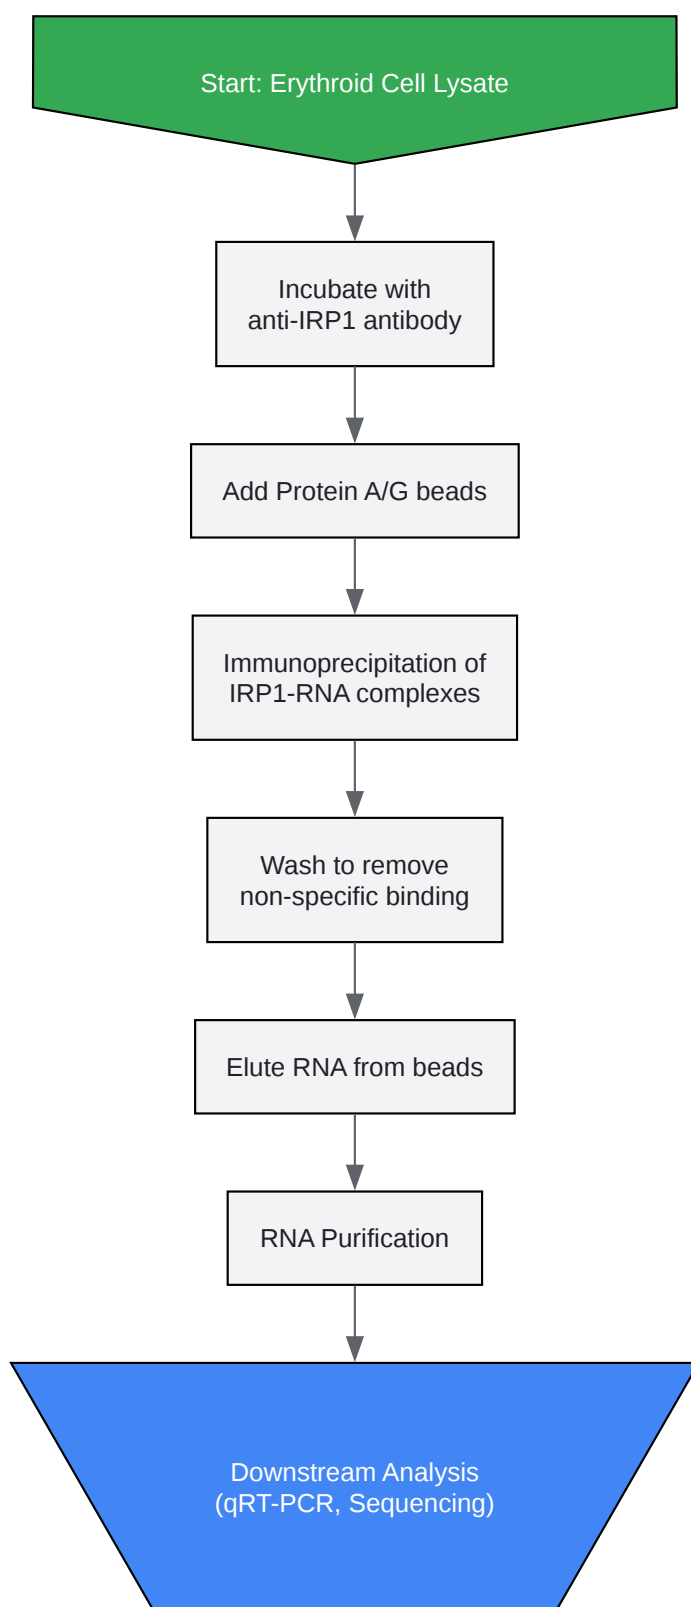 Start: Erythroid Cell Lysate
Incubate with
anti-IRP1 antibody
Add Protein A/G beads
Immunoprecipitation of
IRP1-RNA complexes
Wash to remove
non-specific binding
Elute RNA from beads
RNA Purification
Downstream Analysis
(qRT-PCR, Sequencing)